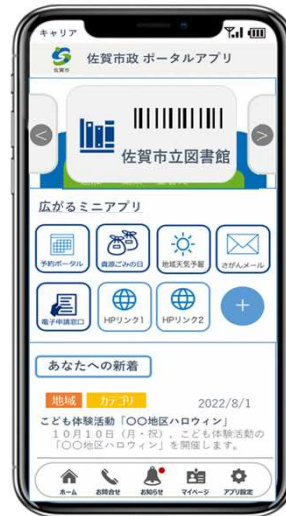 キャリア
佐賀市
佐賀市政 ポータルアプリ
佐賀市立図書館
広がるミニアプリ
予約ポータル
資源ごみの日
地域天気予報
さがんメール
電子申請窓口
HPリンク1
HPリンク2
あなたへの新着
地域 カテゴリ 2022/8/1
こども体験活動「〇〇地区ハロウィン」
10月10日（月・祝）、こども体験活動の
「〇〇地区ハロウィン」を開催します。
ホーム お問合せ お知らせ マイページ アプリ設定